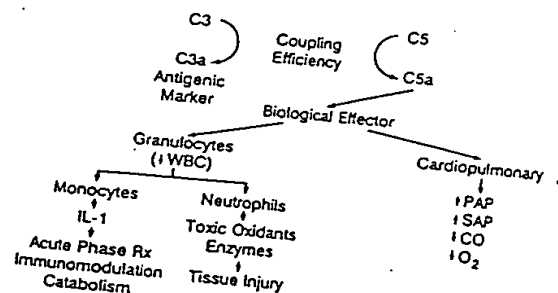 C3
C3a
Antigenic
Marker
Coupling
Efficiency
C5
C5a
Biological Effector
Granulocytes
(↓ WBC)
Monocytes
IL-1
Acute Phase Rx
Immunomodulation
Catabolism
Neutrophils
Toxic Oxidants
Enzymes
Tissue Injury
Cardiopulmonary
↑ PAP
↑ SAP
↓ CO
↓ O₂